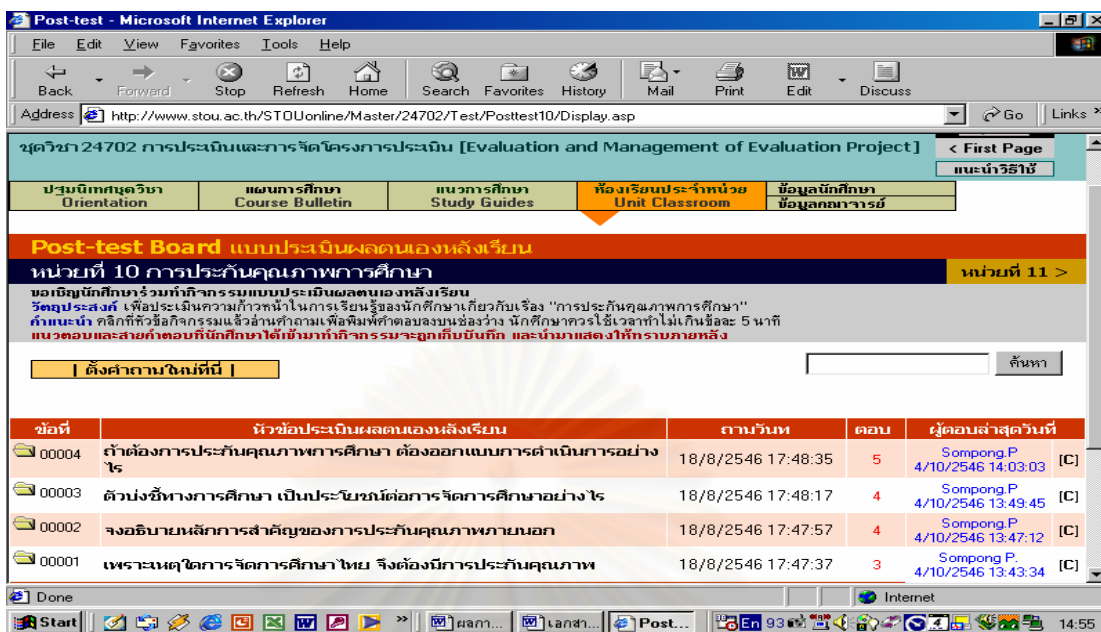 Post-test - Microsoft Internet Explorer
File Edit View Favorites Tools Help
Back Forward Stop Refresh Home Search Favorites History Mail Print Edit Discuss
Address http://www.stou.ac.th/STOUonline/Master/24702/Test/Posttest10/Display.asp Go Links
ชุดวิชา 24702 การประเมินและการจัดโครงการประเมิน [Evaluation and Management of Evaluation Project] < First Page
แนะนำวิธีใช้
ปฐมนิเทศชุดวิชา แผนการศึกษา แนวการศึกษา ห้องเรียนประจำหน่วย ข้อมูลนักศึกษา
Orientation Course Bulletin Study Guides Unit Classroom ข้อมูลคณาจารย์
Post-test Board แบบประเมินผลตนเองหลังเรียน
หน่วยที่ 10 การประกันคุณภาพการศึกษา หน่วยที่ 11 >
ขอเชิญนักศึกษาร่วมทำกิจกรรมแบบประเมินผลตนเองหลังเรียน
วัตถุประสงค์ เพื่อประเมินความก้าวหน้าในการเรียนรู้ของนักศึกษาเกี่ยวกับเรื่อง "การประกันคุณภาพการศึกษา"
คำแนะนำ คลิกที่หัวข้อกิจกรรมแล้วอ่านคำถามเพื่อพิมพ์คำตอบลงบนช่องว่าง นักศึกษาควรใช้เวลาทำไม่เกินข้อละ 5 นาที
แนวตอบและสายคำตอบที่นักศึกษาได้เข้ามาทำกิจกรรมจะถูกเก็บบันทึก และนำมาแสดงให้ทราบภายหลัง
| ตั้งคำถามใหม่ที่นี่ | ค้นหา
ข้อที่ หัวข้อประเมินผลตนเองหลังเรียน ถามวันที่ ตอบ ผู้ตอบล่าสุดวันที่
00004 ถ้าต้องการประกันคุณภาพการศึกษา ต้องออกแบบการดำเนินการอย่างไร 18/8/2546 17:48:35 5 Sompong.P 4/10/2546 14:03:03 [C]
00003 ตัวบ่งชี้ทางการศึกษา เป็นประโยชน์ต่อการจัดการศึกษาอย่างไร 18/8/2546 17:48:17 4 Sompong.P 4/10/2546 13:49:45 [C]
00002 จงอธิบายหลักการสำคัญของการประกันคุณภาพภายนอก 18/8/2546 17:47:57 4 Sompong.P 4/10/2546 13:47:12 [C]
00001 เพราะเหตุใดการจัดการศึกษาไทย จึงต้องมีการประกันคุณภาพ 18/8/2546 17:47:37 3 Sompong P. 4/10/2546 13:43:34 [C]
Done Internet
Start ผลกา... เอกสา... Post... En 93 14:55